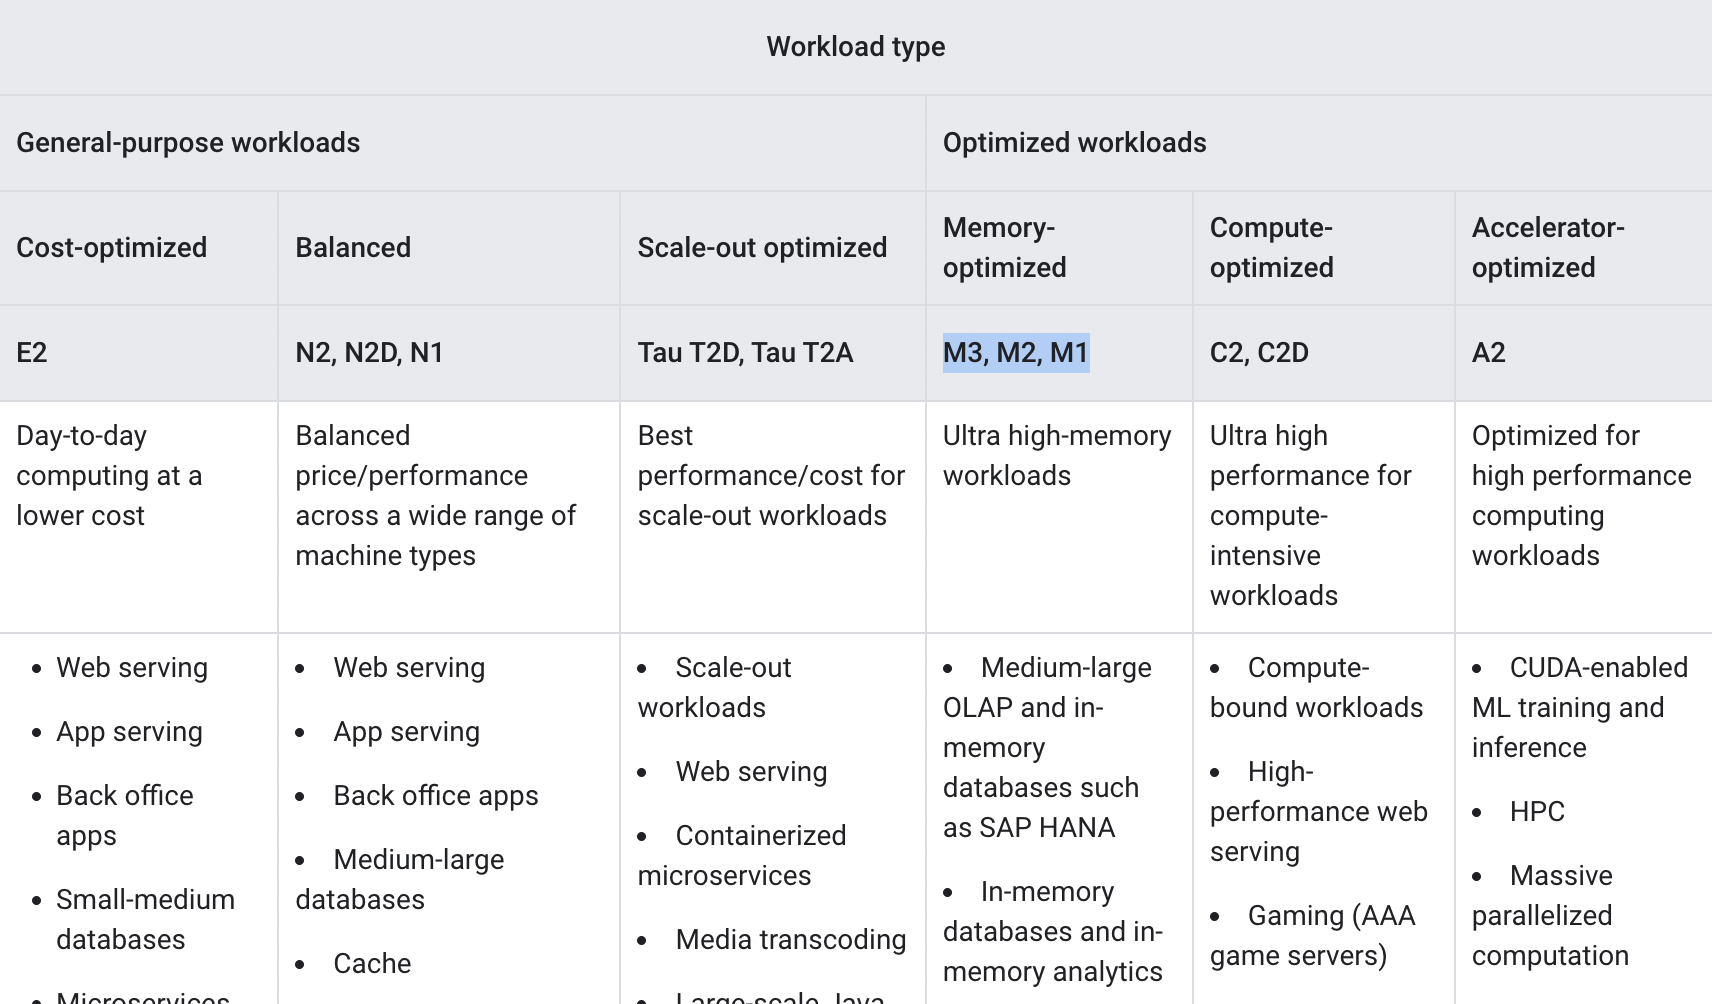 Workload type
General-purpose workloads
Optimized workloads
Cost-optimized
Balanced
Scale-out optimized
Memory-
optimized
Compute-
optimized
Accelerator-
optimized
E2
N2, N2D, N1
Tau T2D, Tau T2A
M3, M2, M1
C2, C2D
A2
Day-to-day
computing at a
lower cost
Balanced
price/performance
across a wide range of
machine types
Best
performance/cost for
scale-out workloads
Ultra high-memory
workloads
Ultra high
performance for
compute-
intensive
workloads
Optimized for
high performance
computing
workloads
• Web serving
• App serving
• Back office
apps
• Small-medium
databases
• Microservices
• Web serving
• App serving
• Back office apps
• Medium-large
databases
• Cache
• Scale-out
workloads
• Web serving
• Containerized
microservices
• Media transcoding
• Large-scale Java
• Medium-large
OLAP and in-
memory
databases such
as SAP HANA
• In-memory
databases and in-
memory analytics
• Compute-
bound workloads
• High-
performance web
serving
• Gaming (AAA
game servers)
• CUDA-enabled
ML training and
inference
• HPC
• Massive
parallelized
computation